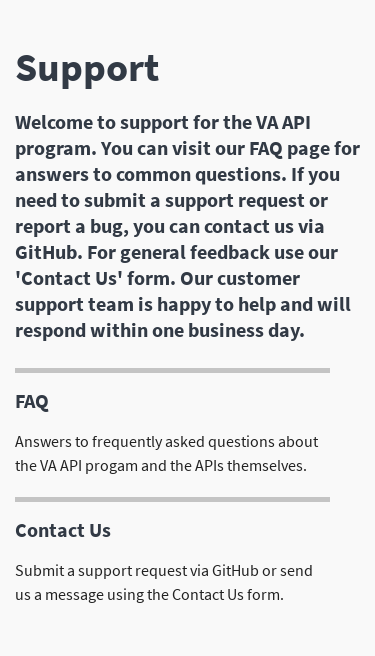 Support
Welcome to support for the VA API
program. You can visit our FAQ page for
answers to common questions. If you
need to submit a support request or
report a bug, you can contact us via
GitHub. For general feedback use our
'Contact Us' form. Our customer
support team is happy to help and will
respond within one business day.
FAQ
Answers to frequently asked questions about
the VA API progam and the APIs themselves.
Contact Us
Submit a support request via GitHub or send
us a message using the Contact Us form.